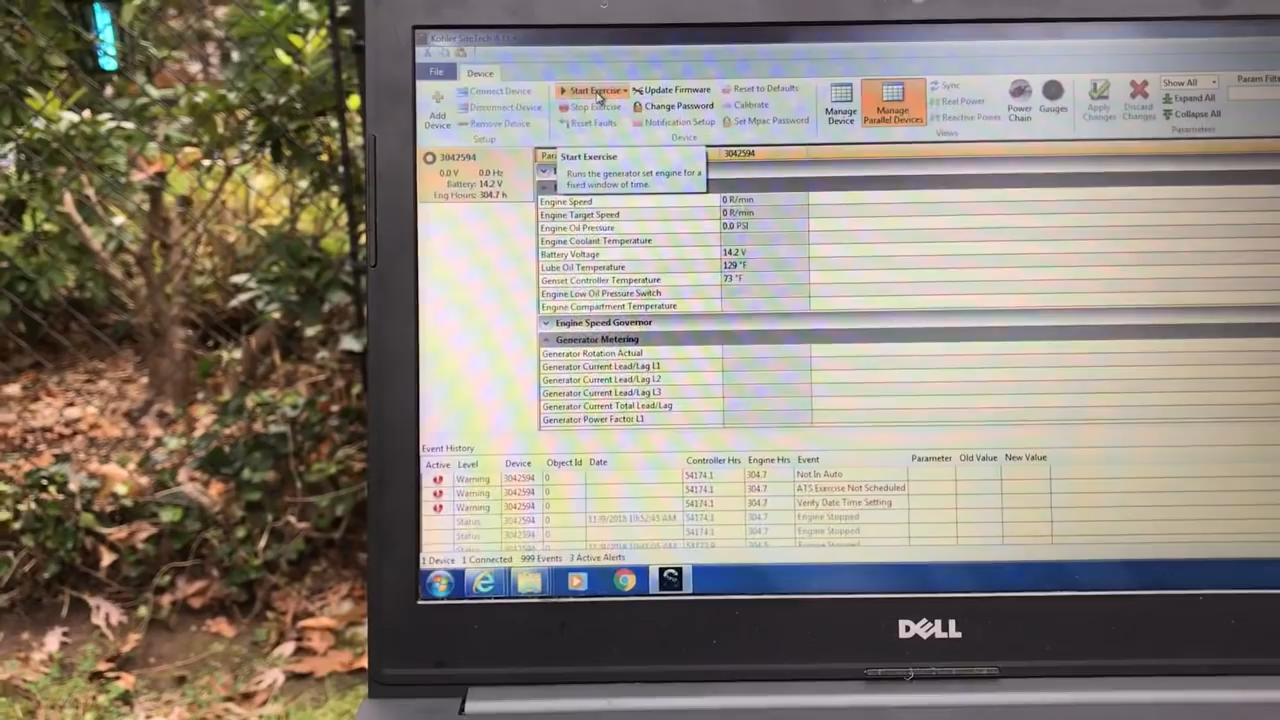 Kohler SiteTech
File Device
Add Device
Connect Device
Disconnect Device
Remove Device
Setup
Start Exercise
Stop Exercise
Reset Faults
Update Firmware
Change Password
Notification Setup
Reset to Defaults
Calibrate
Set Mpac Password
Device
Manage Device
Manage Parallel Devices
Sync
Real Power
Reactive Power
Power Chain
Gauges
Views
Apply Changes
Discard Changes
Show All
Expand All
Collapse All
Parameters
Param Filte
3042594
0.0 V 0.0 Hz
Battery: 14.2 V
Eng Hours: 304.7 h
Para 3042594
Start Exercise
Runs the generator set engine for a
fixed window of time.
Engine Speed 0 R/min
Engine Target Speed 0 R/min
Engine Oil Pressure 0.0 PSI
Engine Coolant Temperature
Battery Voltage 14.2 V
Lube Oil Temperature 129 °F
Genset Controller Temperature 73 °F
Engine Low Oil Pressure Switch
Engine Compartment Temperature
Engine Speed Governor
Generator Metering
Generator Rotation Actual
Generator Current Lead/Lag L1
Generator Current Lead/Lag L2
Generator Current Lead/Lag L3
Generator Current Total Lead/Lag
Generator Power Factor L1
Event History
Active Level Device Object Id Date Controller Hrs Engine Hrs Event Parameter Old Value New Value
Warning 3042594 0 54174.1 304.7 Not In Auto
Warning 3042594 0 54174.1 304.7 ATS Exercise Not Scheduled
Warning 3042594 0 54174.1 304.7 Verify Date Time Setting
Status 3042594 0 11/9/2018 10:52:45 AM 54174.1 304.7 Engine Stopped
Status 3042594 0 54174.1 304.7 Engine Stopped
1 Device 1 Connected 999 Events 3 Active Alerts
DELL